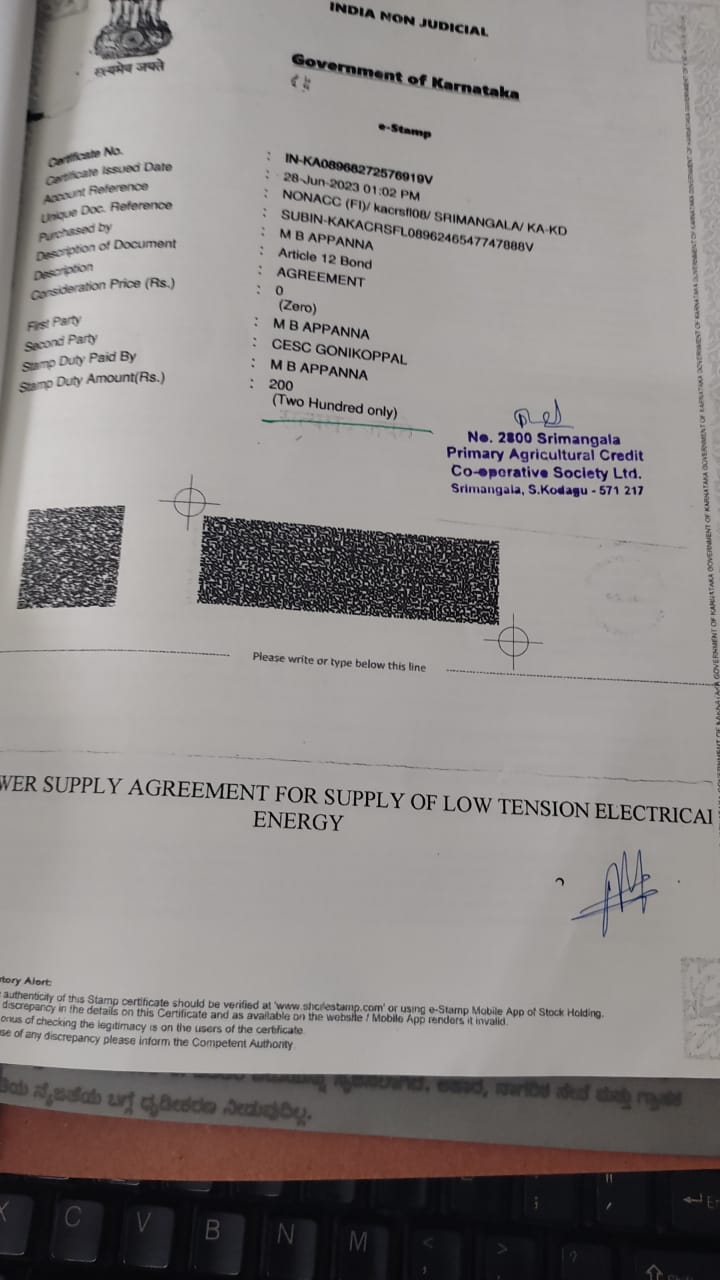 INDIA NON JUDICIAL
Government of Karnataka
सत्यमेव जयते
e-Stamp
Certificate No. : IN-KA08968272576919V
Certificate Issued Date : 28-Jun-2023 01:02 PM
Account Reference : NONACC (FI)/ kacrsfl08/ SRIMANGALA/ KA-KD
Unique Doc. Reference : SUBIN-KAKACRSFL0896246547747888V
Purchased by : M B APPANNA
Description of Document : Article 12 Bond
Description : AGREEMENT
Consideration Price (Rs.) : 0
(Zero)
First Party : M B APPANNA
Second Party : CESC GONIKOPPAL
Stamp Duty Paid By : M B APPANNA
Stamp Duty Amount(Rs.) : 200
(Two Hundred only)
No. 2800 Srimangala
Primary Agricultural Credit
Co-operative Society Ltd.
Srimangala, S.Kodagu - 571 217
Please write or type below this line
WER SUPPLY AGREEMENT FOR SUPPLY OF LOW TENSION ELECTRICAL
ENERGY
tory Alert:
authenticity of this Stamp certificate should be verified at 'www.shcilestamp.com' or using e-Stamp Mobile App of Stock Holding.
discrepancy in the details on this Certificate and as available on the website / Mobile App renders it invalid.
onus of checking the legitimacy is on the users of the certificate.
se of any discrepancy please inform the Competent Authority.
ಬಗ್ಗೆ ದೃಢೀಕರಣ ನೀಡುವುದಿಲ್ಲ.
GOVERNMENT OF KARNATAKA
X C V B N M < > ?